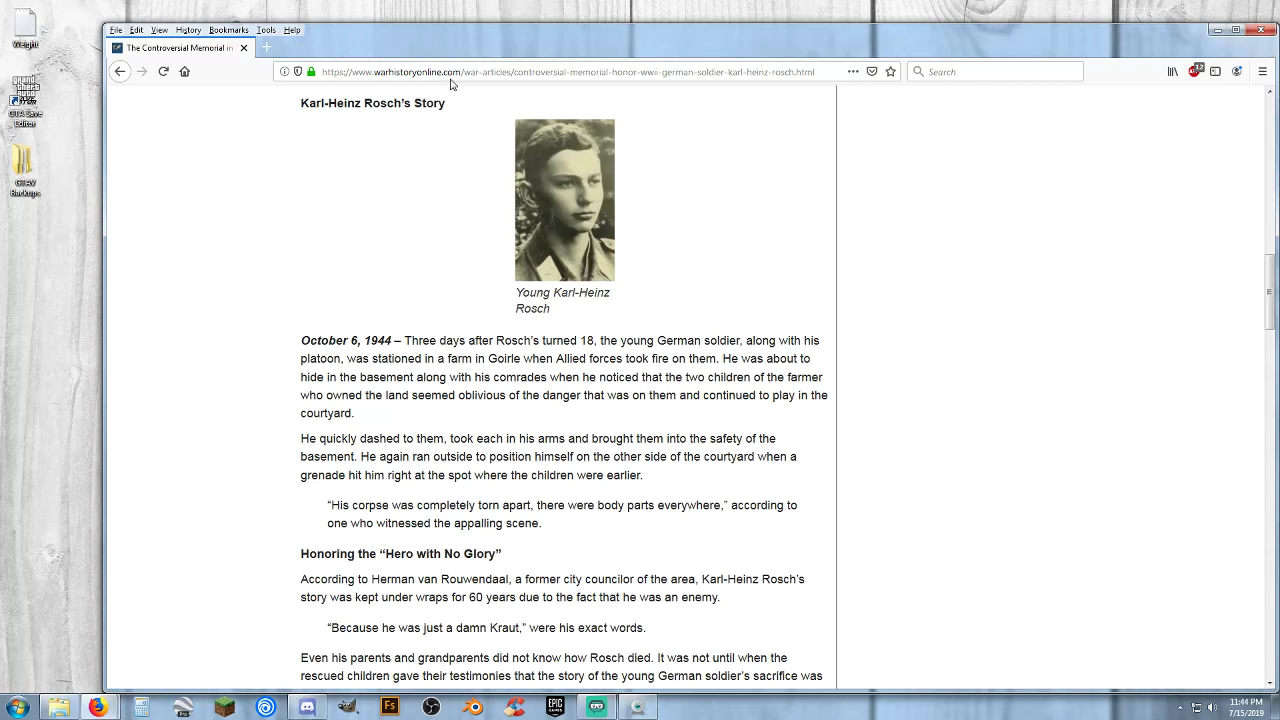 File Edit View History Bookmarks Tools Help
The Controversial Memorial in
https://www.warhistoryonline.com/war-articles/controversial-memorial-honor-wwii-german-soldier-karl-heinz-rosch.html
Search
12
Weight
GTA Save
Editor
GTAV
Backups
Karl-Heinz Rosch’s Story
Young Karl-Heinz
Rosch
October 6, 1944 – Three days after Rosch’s turned 18, the young German soldier, along with his
platoon, was stationed in a farm in Goirle when Allied forces took fire on them. He was about to
hide in the basement along with his comrades when he noticed that the two children of the farmer
who owned the land seemed oblivious of the danger that was on them and continued to play in the
courtyard.
He quickly dashed to them, took each in his arms and brought them into the safety of the
basement. He again ran outside to position himself on the other side of the courtyard when a
grenade hit him right at the spot where the children were earlier.
“His corpse was completely torn apart, there were body parts everywhere,” according to
one who witnessed the appalling scene.
Honoring the “Hero with No Glory”
According to Herman van Rouwendaal, a former city councilor of the area, Karl-Heinz Rosch’s
story was kept under wraps for 60 years due to the fact that he was an enemy.
“Because he was just a damn Kraut,” were his exact words.
Even his parents and grandparents did not know how Rosch died. It was not until when the
rescued children gave their testimonies that the story of the young German soldier’s sacrifice was
Fs
EPIC
GAMES
11:44 PM
7/15/2019